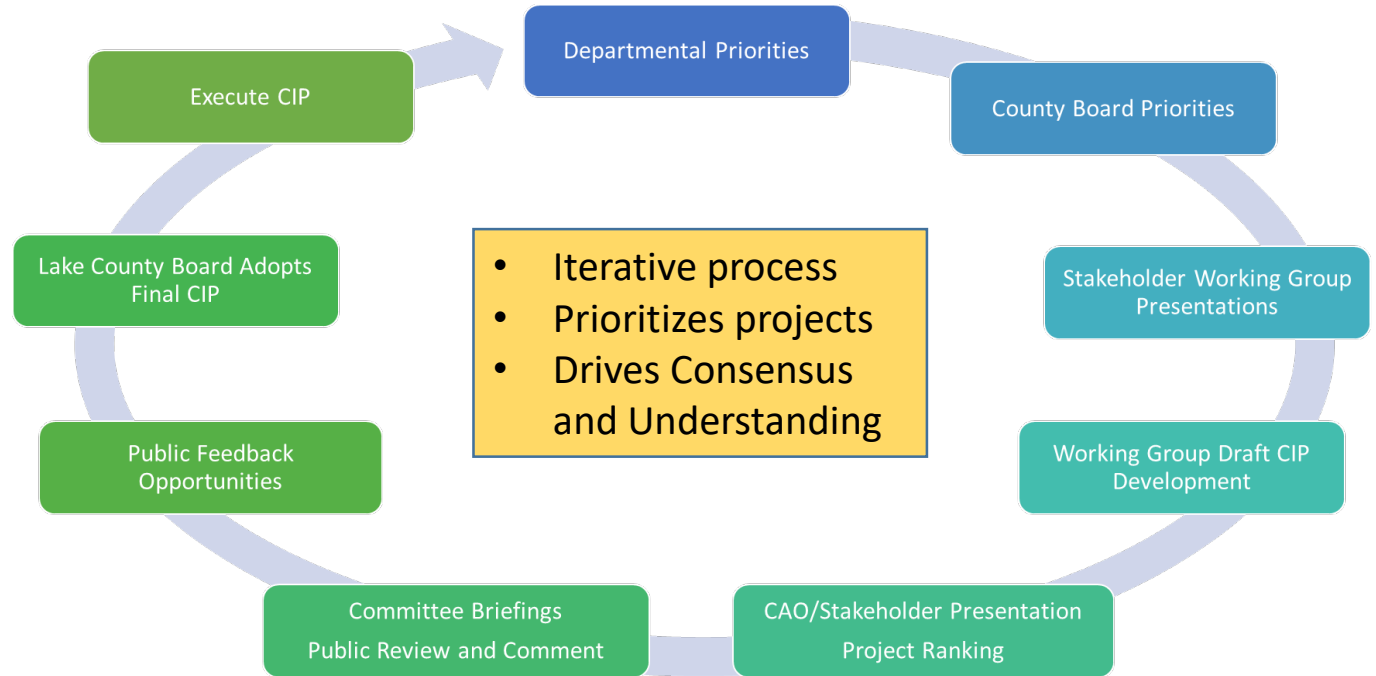 Departmental Priorities
County Board Priorities
Stakeholder Working Group
Presentations
Working Group Draft CIP
Development
CAO/Stakeholder Presentation
Project Ranking
Committee Briefings
Public Review and Comment
Public Feedback
Opportunities
Lake County Board Adopts
Final CIP
Execute CIP
• Iterative process
• Prioritizes projects
• Drives Consensus
and Understanding